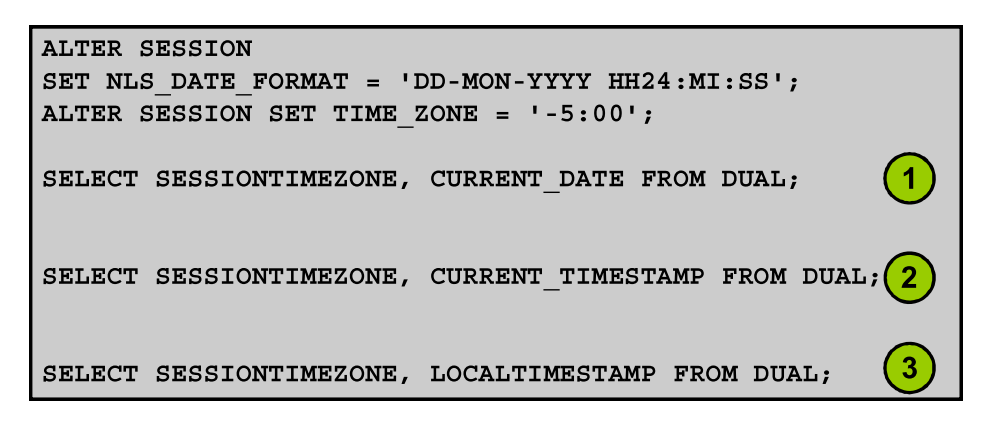 ALTER SESSION
SET NLS_DATE_FORMAT = 'DD-MON-YYYY HH24:MI:SS';
ALTER SESSION SET TIME_ZONE = '-5:00';
SELECT SESSIONTIMEZONE, CURRENT_DATE FROM DUAL; 1
SELECT SESSIONTIMEZONE, CURRENT_TIMESTAMP FROM DUAL; 2
SELECT SESSIONTIMEZONE, LOCALTIMESTAMP FROM DUAL; 3